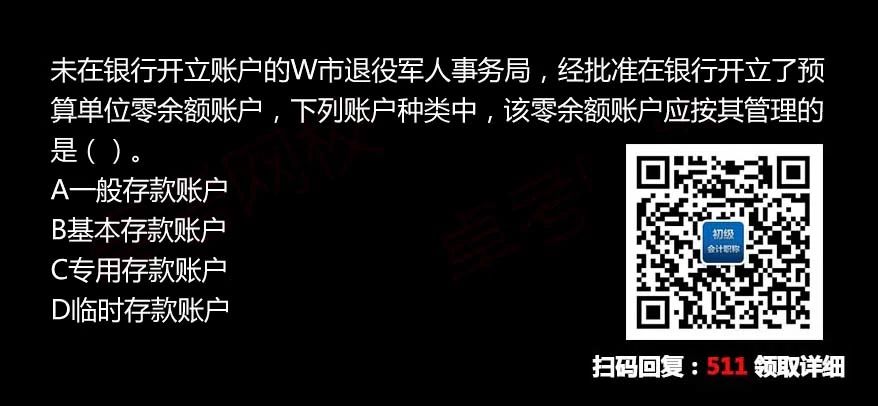 未在银行开立账户的W市退役军人事务局，经批准在银行开立了预
算单位零余额账户，下列账户种类中，该零余额账户应按其管理的
是（ ）。
A一般存款账户
B基本存款账户
C专用存款账户
D临时存款账户
初级
会计职称
扫码回复：511 领取详细